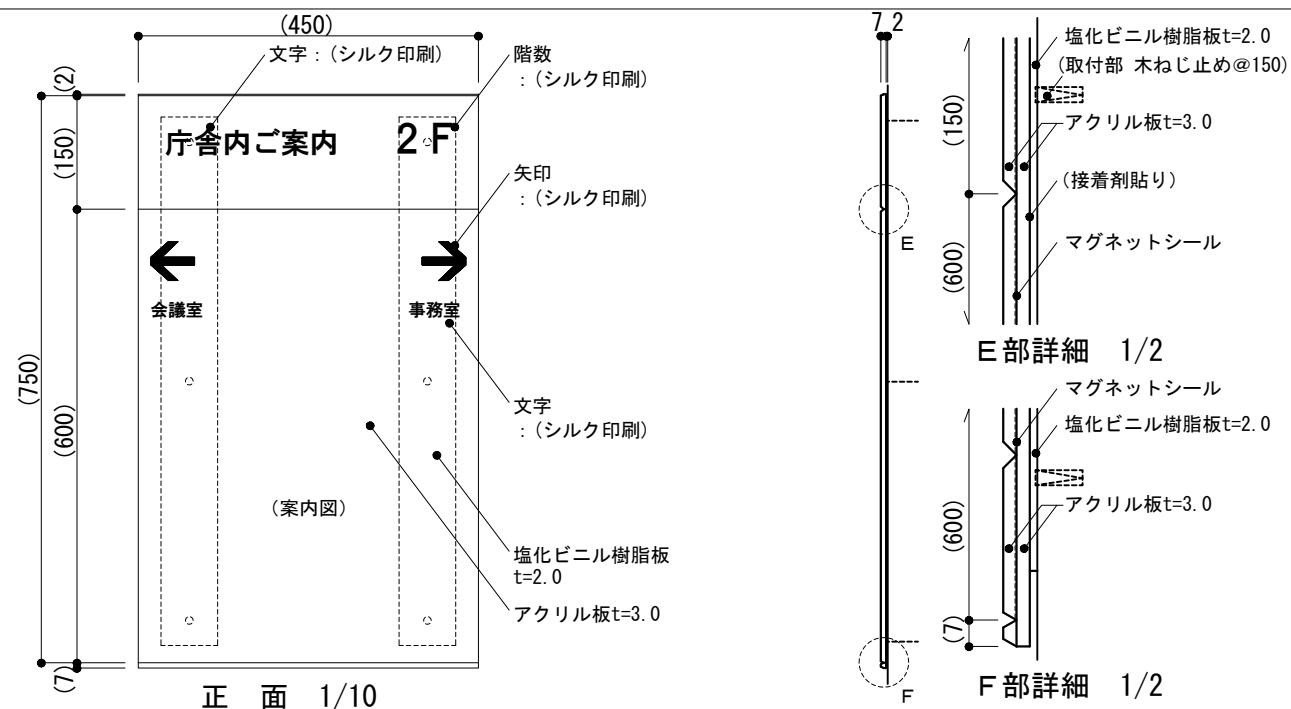 (450)
文字：(シルク印刷)
階数
：(シルク印刷)
(2)
(150)
庁舎内ご案内 ２Ｆ
矢印
：(シルク印刷)
会議室
事務室
(750)
(600)
文字
：(シルク印刷)
(案内図)
塩化ビニル樹脂板
t=2.0
アクリル板t=3.0
(7)
正 面 1/10
7 2
E
F
塩化ビニル樹脂板t=2.0
(取付部 木ねじ止め@150)
(150)
アクリル板t=3.0
(接着剤貼り)
マグネットシール
(600)
Ｅ部詳細 1/2
マグネットシール
塩化ビニル樹脂板t=2.0
(600)
アクリル板t=3.0
(7)
Ｆ部詳細 1/2